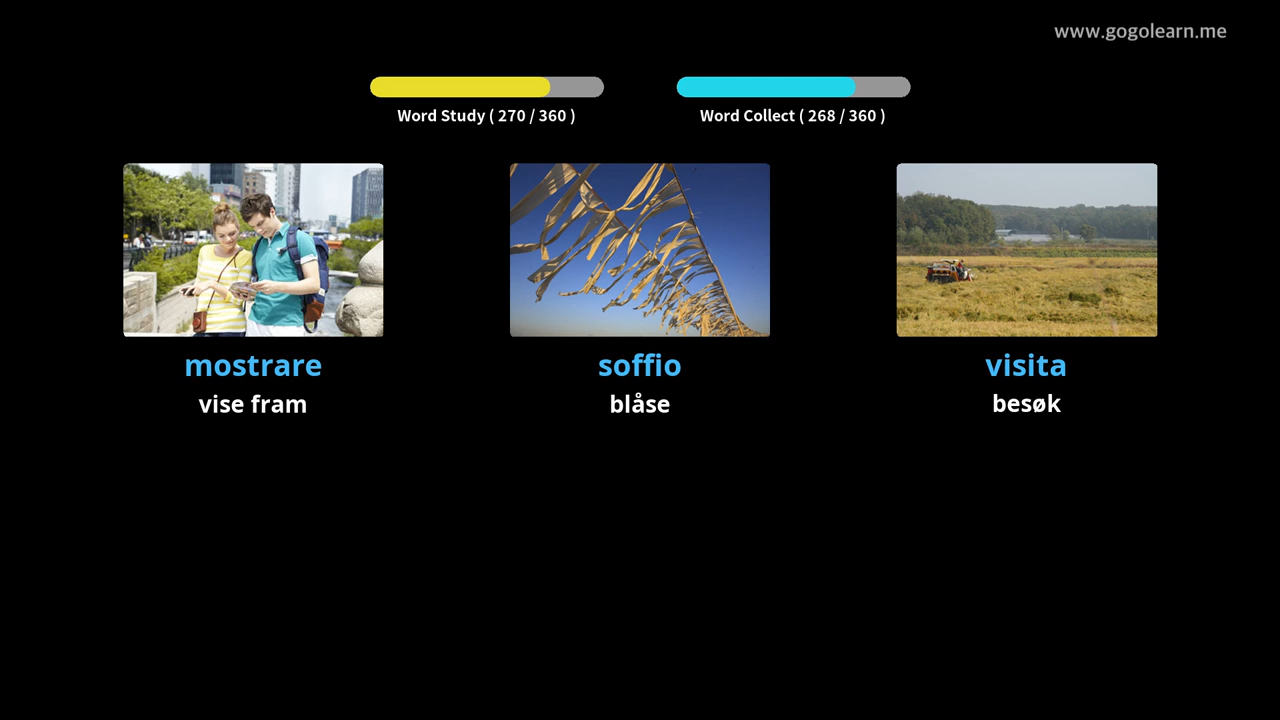 www.gogolearn.me
Word Study ( 270 / 360 )
Word Collect ( 268 / 360 )
mostrare
vise fram
soffio
blåse
visita
besøk